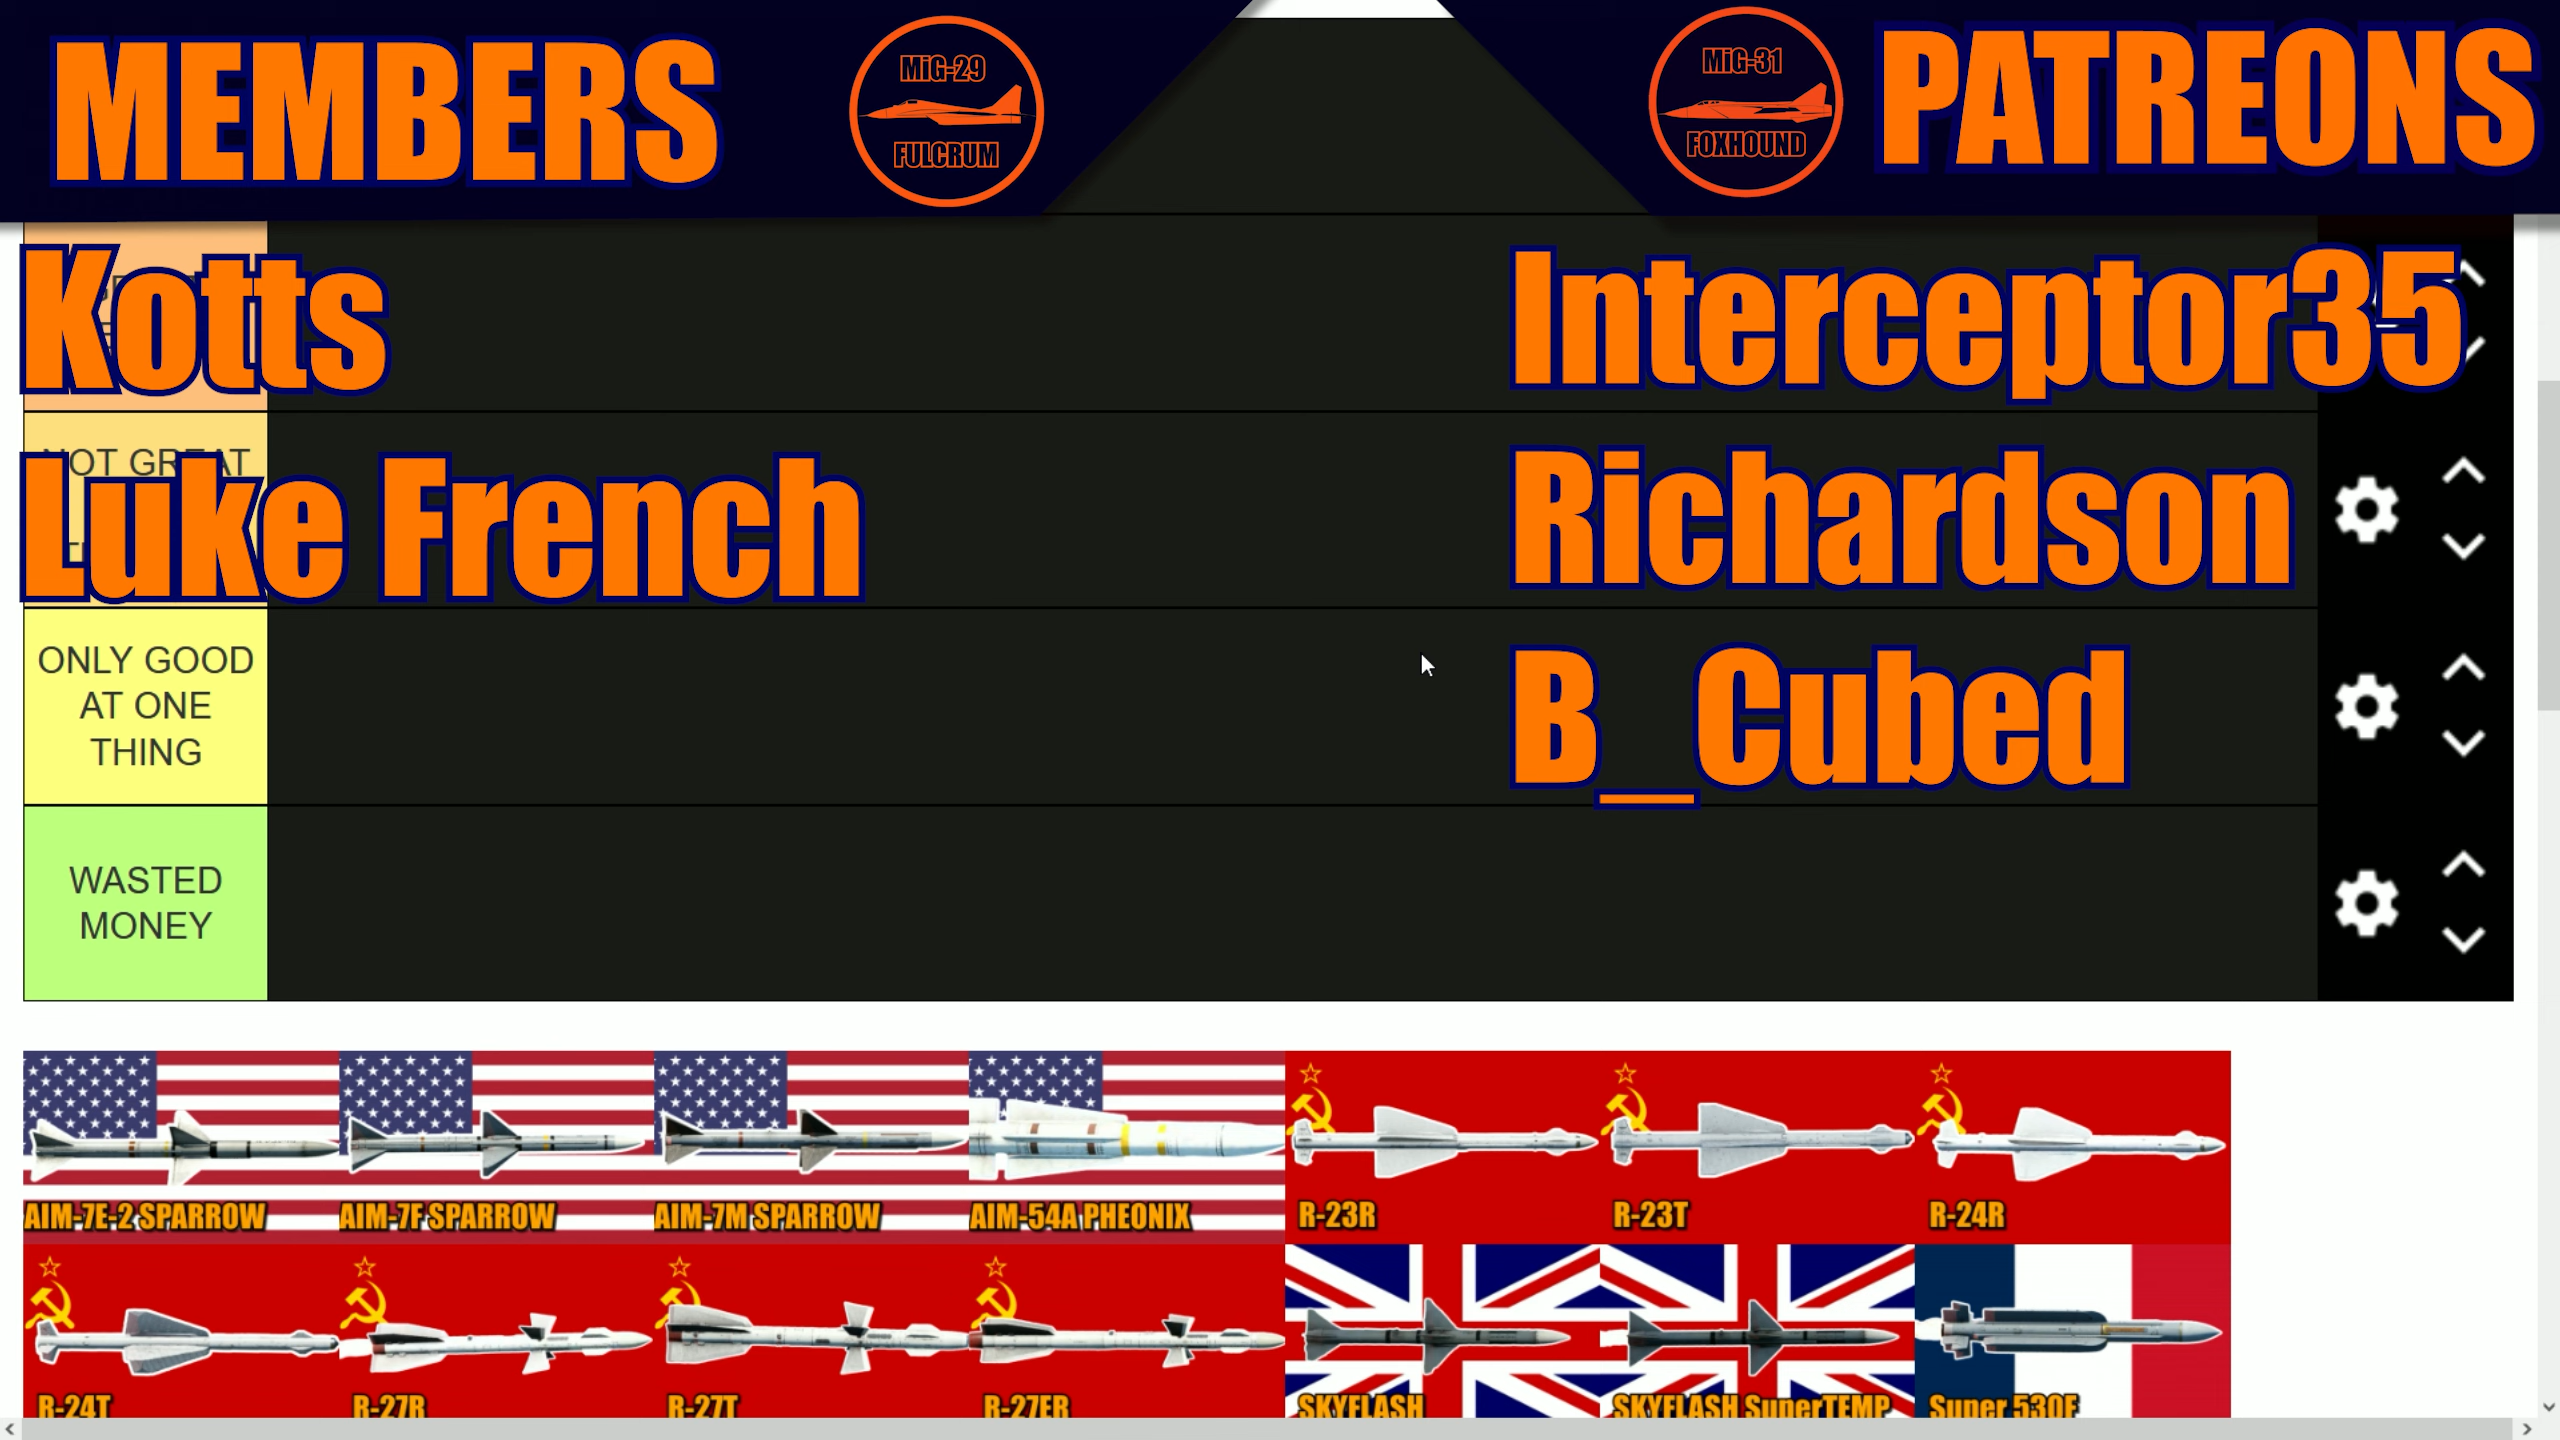 MEMBERS
MiG-29
FULCRUM
MiG-31
FOXHOUND
PATREONS
Kotts
Interceptor35
NOT GREAT
Luke French
Richardson
ONLY GOOD
AT ONE
THING
B_Cubed
WASTED
MONEY
AIM-7E-2 SPARROW
AIM-7F SPARROW
AIM-7M SPARROW
AIM-54A PHEONIX
R-23R
R-23T
R-24R
R-24T
R-27R
R-27T
R-27ER
SKYFLASH
SKYFLASH SuperTEMP
Super 530F